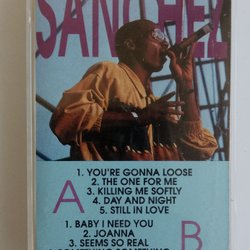 SANCHEZ
A
1. YOU'RE GONNA LOOSE
2. THE ONE FOR ME
3. KILLING ME SOFTLY
4. DAY AND NIGHT
5. STILL IN LOVE
B
1. BABY I NEED YOU
2. JOANNA
3. SEEMS SO REAL